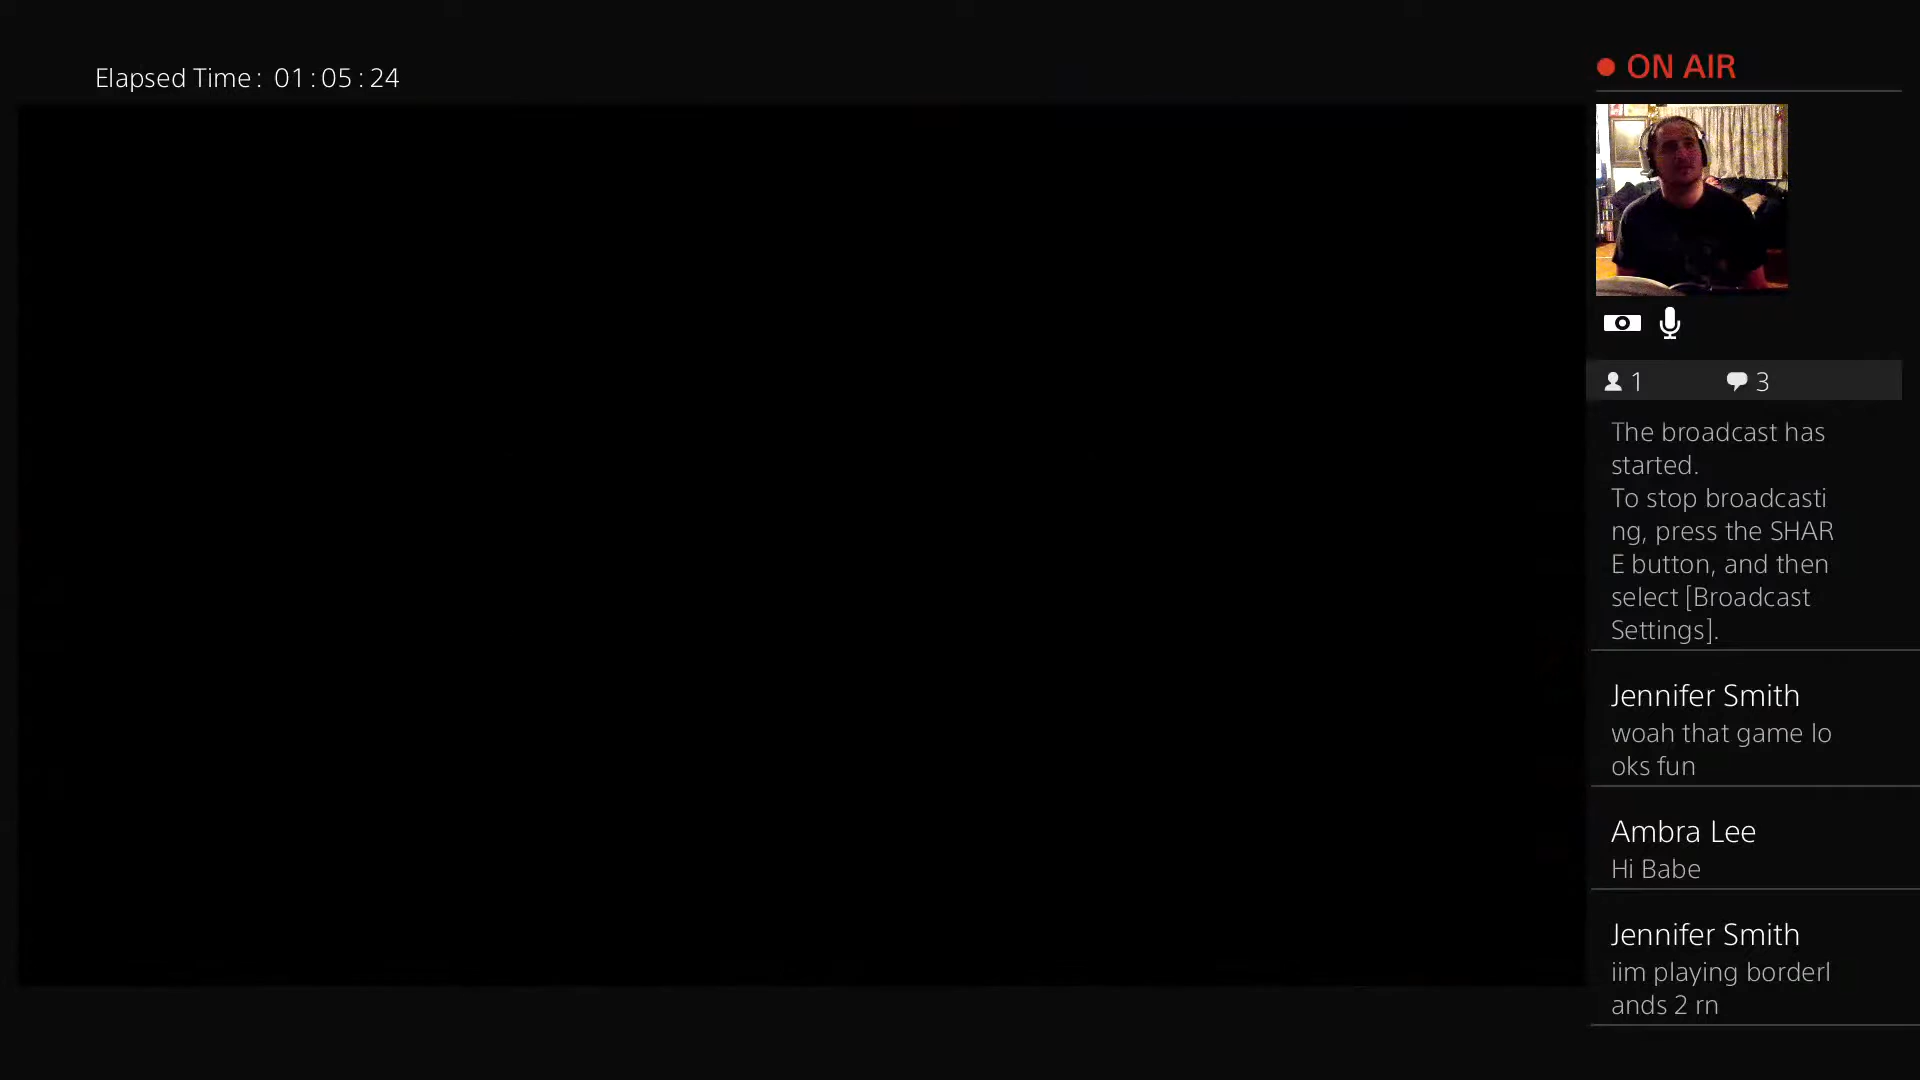 Elapsed Time: 01:05:24
ON AIR
1 3
The broadcast has
started.
To stop broadcasti
ng, press the SHAR
E button, and then
select [Broadcast
Settings].
Jennifer Smith
woah that game lo
oks fun
Ambra Lee
Hi Babe
Jennifer Smith
iim playing borderl
ands 2 rn